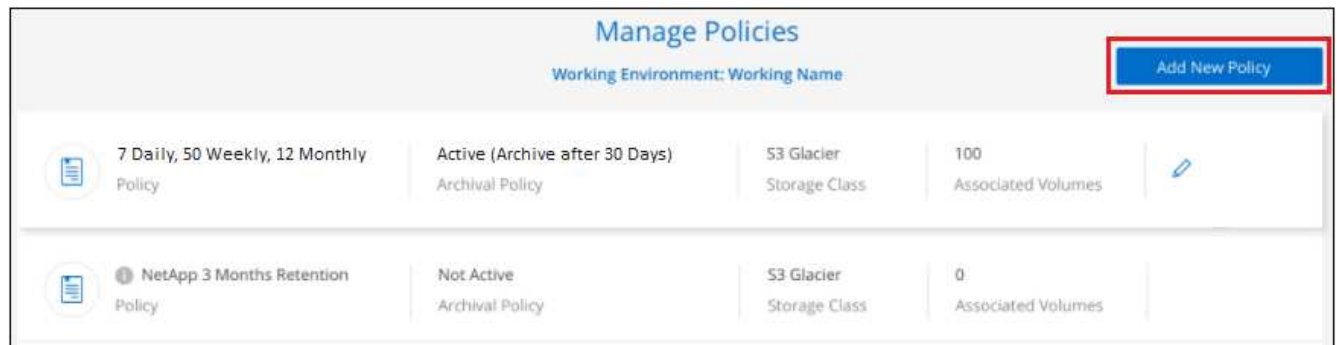 Manage Policies
Working Environment: Working Name
Add New Policy
7 Daily, 50 Weekly, 12 Monthly
Policy
Active (Archive after 30 Days)
Archival Policy
S3 Glacier
Storage Class
100
Associated Volumes
NetApp 3 Months Retention
Policy
Not Active
Archival Policy
S3 Glacier
Storage Class
0
Associated Volumes